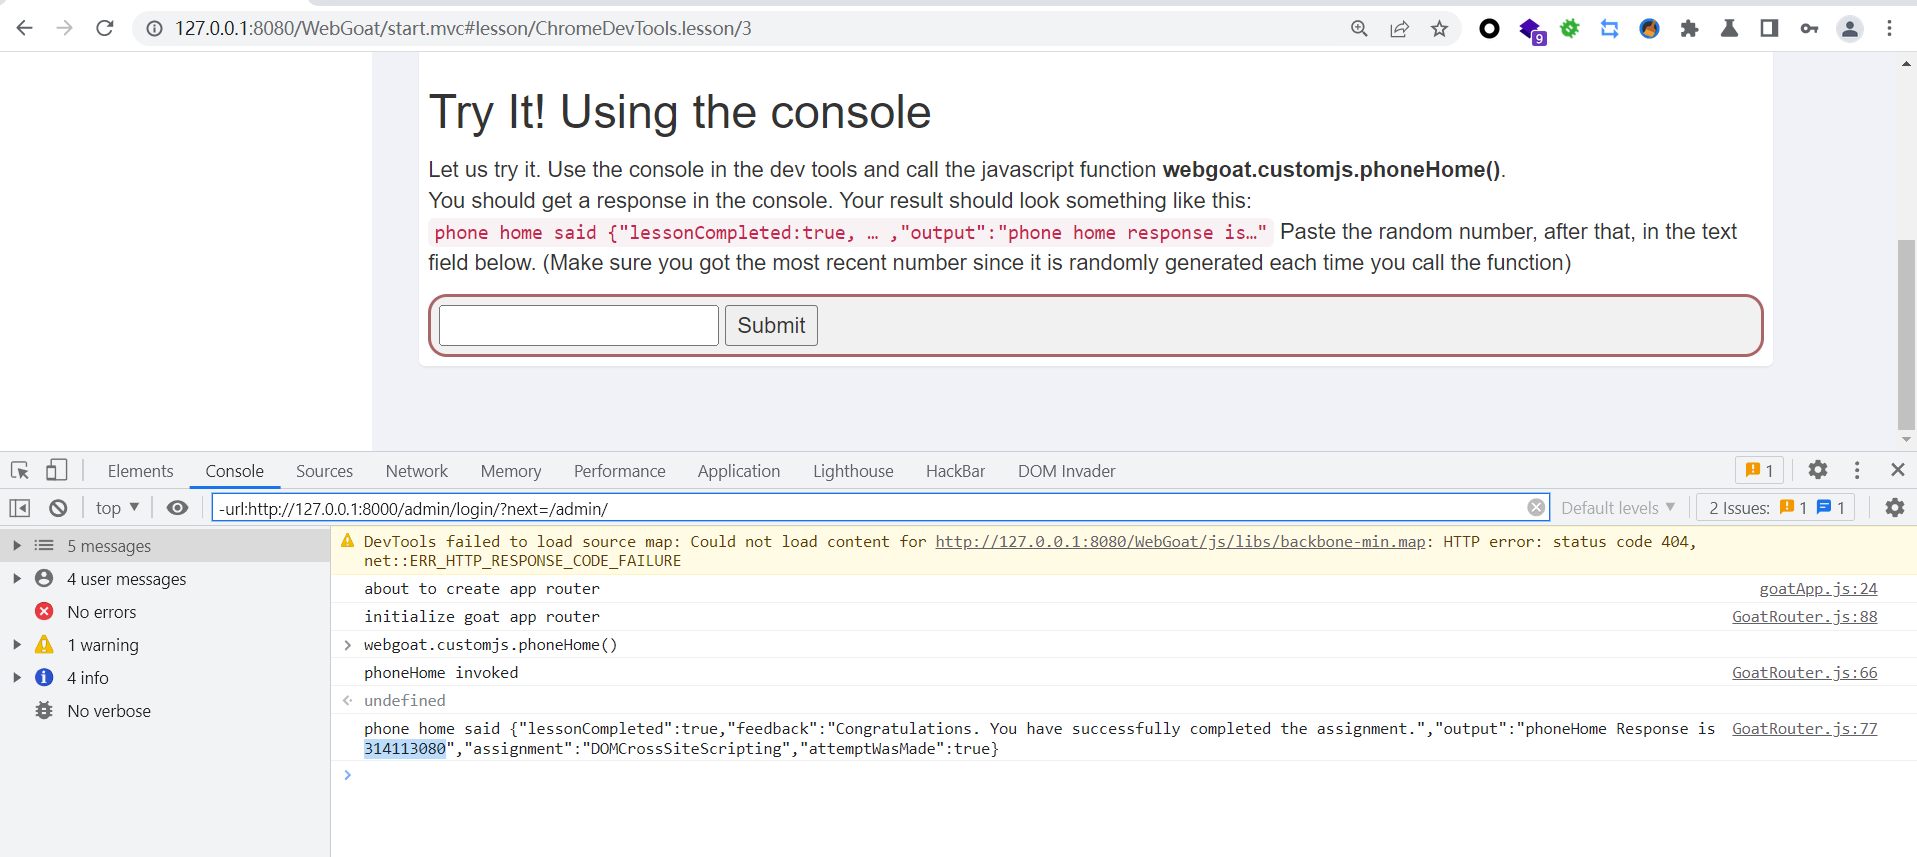 127.0.0.1:8080/WebGoat/start.mvc#lesson/ChromeDevTools.lesson/3
9
Try It! Using the console
Let us try it. Use the console in the dev tools and call the javascript function webgoat.customjs.phoneHome().
You should get a response in the console. Your result should look something like this:
phone home said {"lessonCompleted:true, … ,"output":"phone home response is…" Paste the random number, after that, in the text
field below. (Make sure you got the most recent number since it is randomly generated each time you call the function)
Submit
Elements Console Sources Network Memory Performance Application Lighthouse HackBar DOM Invader 1
top -url:http://127.0.0.1:8000/admin/login/?next=/admin/ Default levels 2 Issues: 1 1
5 messages
4 user messages
No errors
1 warning
4 info
No verbose
DevTools failed to load source map: Could not load content for http://127.0.0.1:8080/WebGoat/js/libs/backbone-min.map: HTTP error: status code 404,
net::ERR_HTTP_RESPONSE_CODE_FAILURE
about to create app router goatApp.js:24
initialize goat app router GoatRouter.js:88
webgoat.customjs.phoneHome()
phoneHome invoked GoatRouter.js:66
undefined
phone home said {"lessonCompleted":true,"feedback":"Congratulations. You have successfully completed the assignment.","output":"phoneHome Response is GoatRouter.js:77
314113080","assignment":"DOMCrossSiteScripting","attemptWasMade":true}